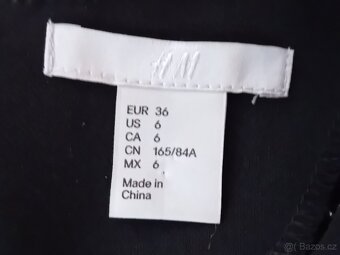 H&M
EUR 36
US 6
CA 6
CN 165/84A
MX 6
Made in
China
Bazos.cz